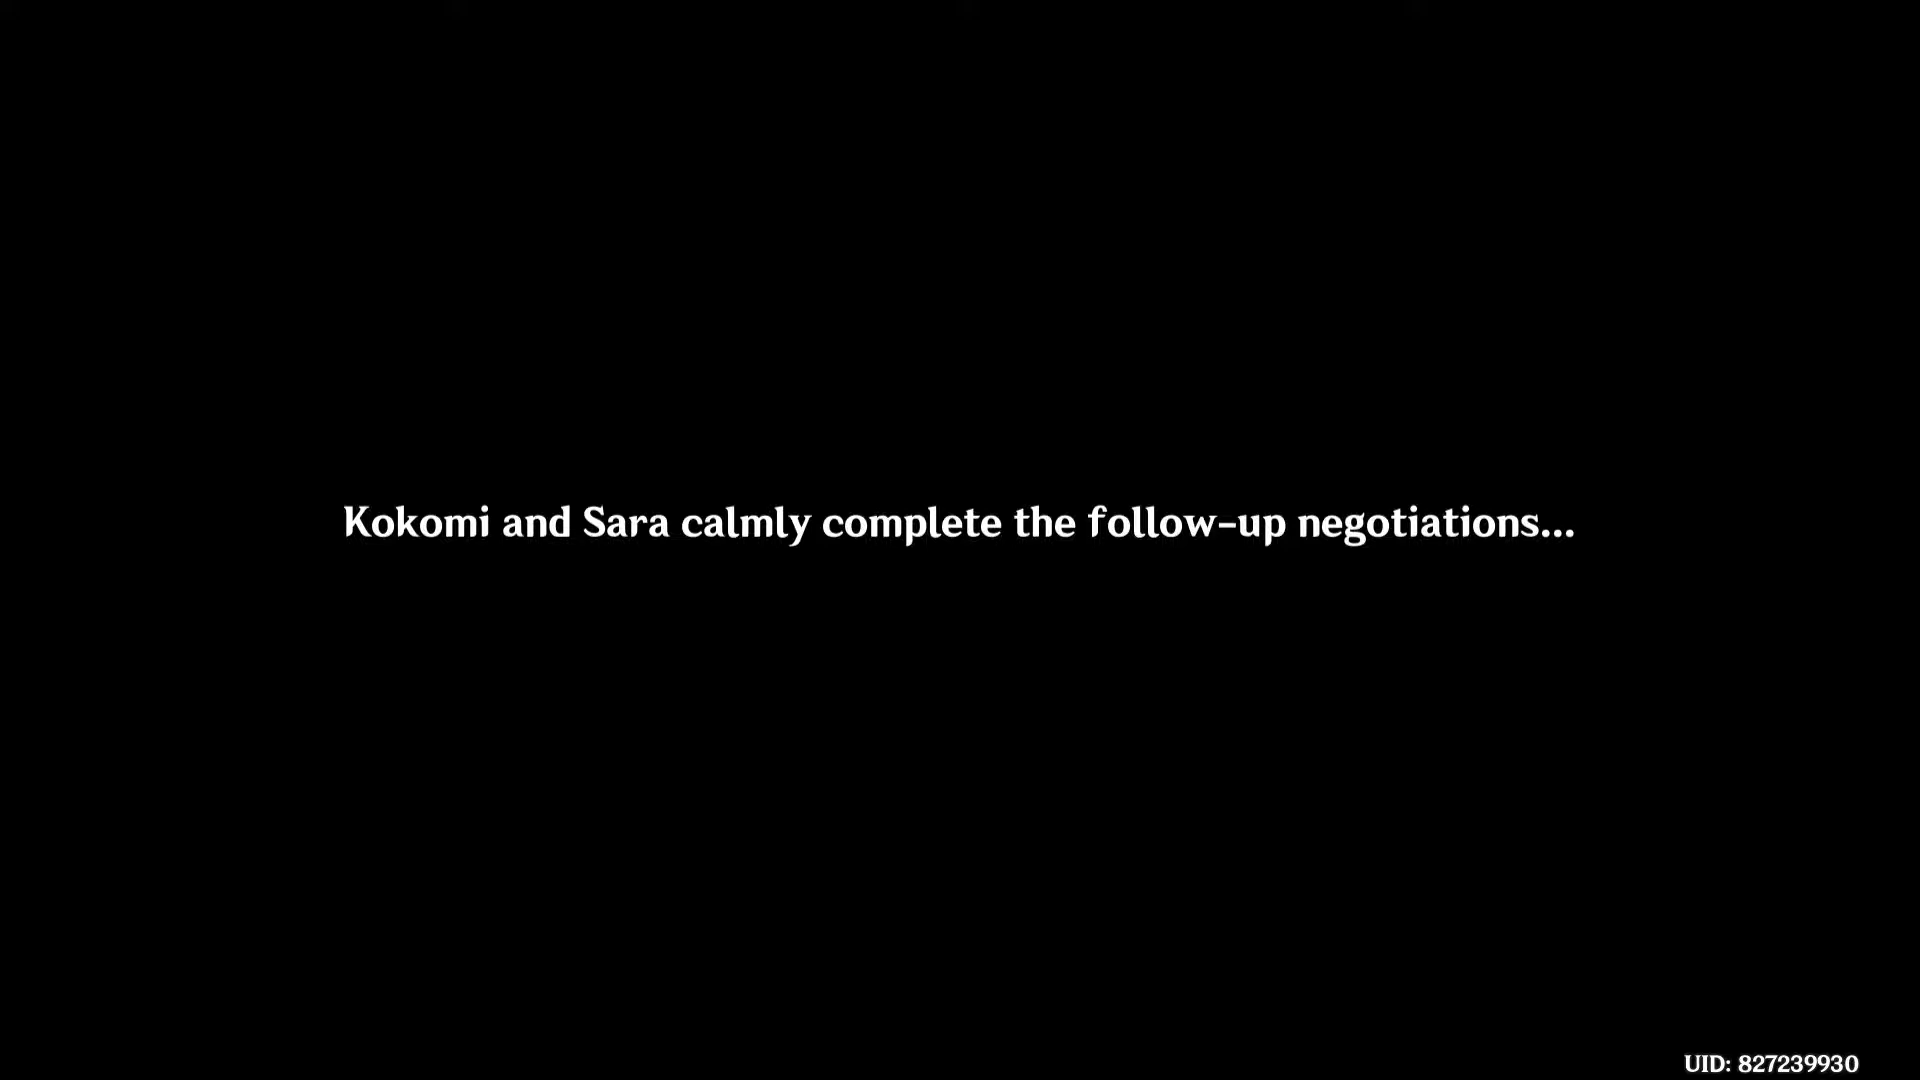 Kokomi and Sara calmly complete the follow-up negotiations...
UID: 827239930